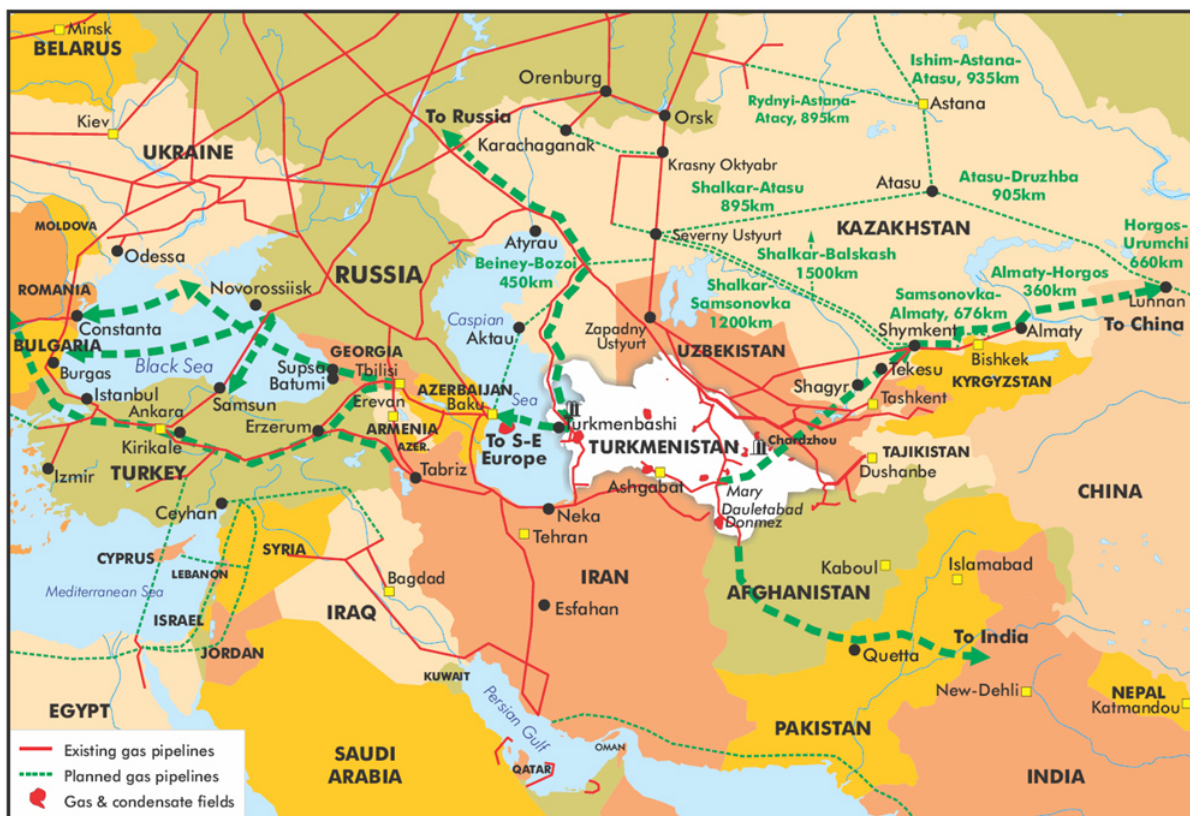 Minsk
BELARUS
Kiev
UKRAINE
MOLDOVA
Odessa
ROMANIA
Constanta
BULGARIA
Burgas
Istanbul
Ankara
Kirikale
Izmir
TURKEY
Novorossiisk
Black Sea
Samsun
Supsa
Batumi
GEORGIA
Tbilisi
Erevan
ARMENIA
AZER.
Erzerum
AZERBAIJAN
Baku
Tabriz
RUSSIA
To Russia
Orenburg
Orsk
Karachaganak
Krasny Oktyabr
Atyrau
Beiney-Bozoi
450km
Caspian
Sea
Aktau
To S-E
Europe
Turkmenbashi
TURKMENISTAN
Ashgabat
Mary
Dauletabad
Donmez
Chardzhou
Ishim-Astana-
Atasu, 935km
Rydnyi-Astana-
Atacy, 895km
Astana
Atasu
Atasu-Druzhba
905km
Shalkar-Atasu
895km
KAZAKHSTAN
Severny Ustyurt
Shalkar-Balskash
1500km
Shalkar-
Samsonovka
1200km
Horgos-
Urumchi
660km
Almaty-Horgos
360km
Samsonovka-
Almaty, 676km
Lunnan
To China
Almaty
Shymkent
Bishkek
Zapadny
Ustyurt
UZBEKISTAN
Shagyr
Tekesu
KYRGYZSTAN
Tashkent
TAJIKISTAN
Dushanbe
CHINA
Ceyhan
CYPRUS
SYRIA
LEBANON
Mediterranean Sea
ISRAEL
JORDAN
EGYPT
Bagdad
IRAQ
KUWAIT
SAUDI
ARABIA
Neka
Tehran
IRAN
Esfahan
Persian Gulf
QATAR
OMAN
Kaboul
AFGHANISTAN
Islamabad
To India
Quetta
PAKISTAN
New-Dehli
NEPAL
Katmandou
INDIA
Existing gas pipelines
Planned gas pipelines
Gas & condensate fields